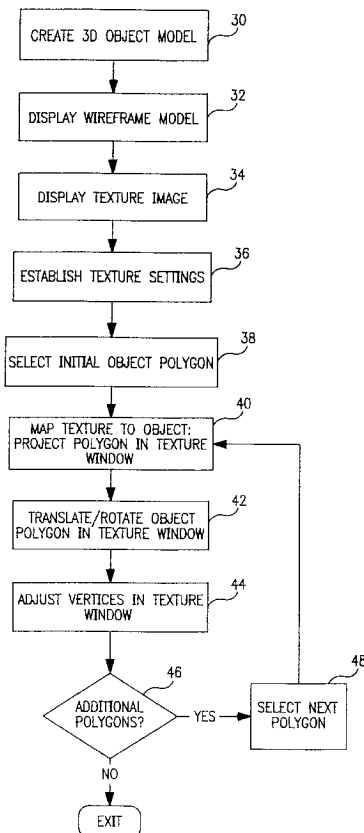 30
CREATE 3D OBJECT MODEL
32
DISPLAY WIREFRAME MODEL
34
DISPLAY TEXTURE IMAGE
36
ESTABLISH TEXTURE SETTINGS
38
SELECT INITIAL OBJECT POLYGON
40
MAP TEXTURE TO OBJECT:
PROJECT POLYGON IN TEXTURE
WINDOW
42
TRANSLATE/ROTATE OBJECT
POLYGON IN TEXTURE WINDOW
44
ADJUST VERTICES IN TEXTURE
WINDOW
46
ADDITIONAL
POLYGONS?
YES
48
SELECT NEXT
POLYGON
NO
EXIT